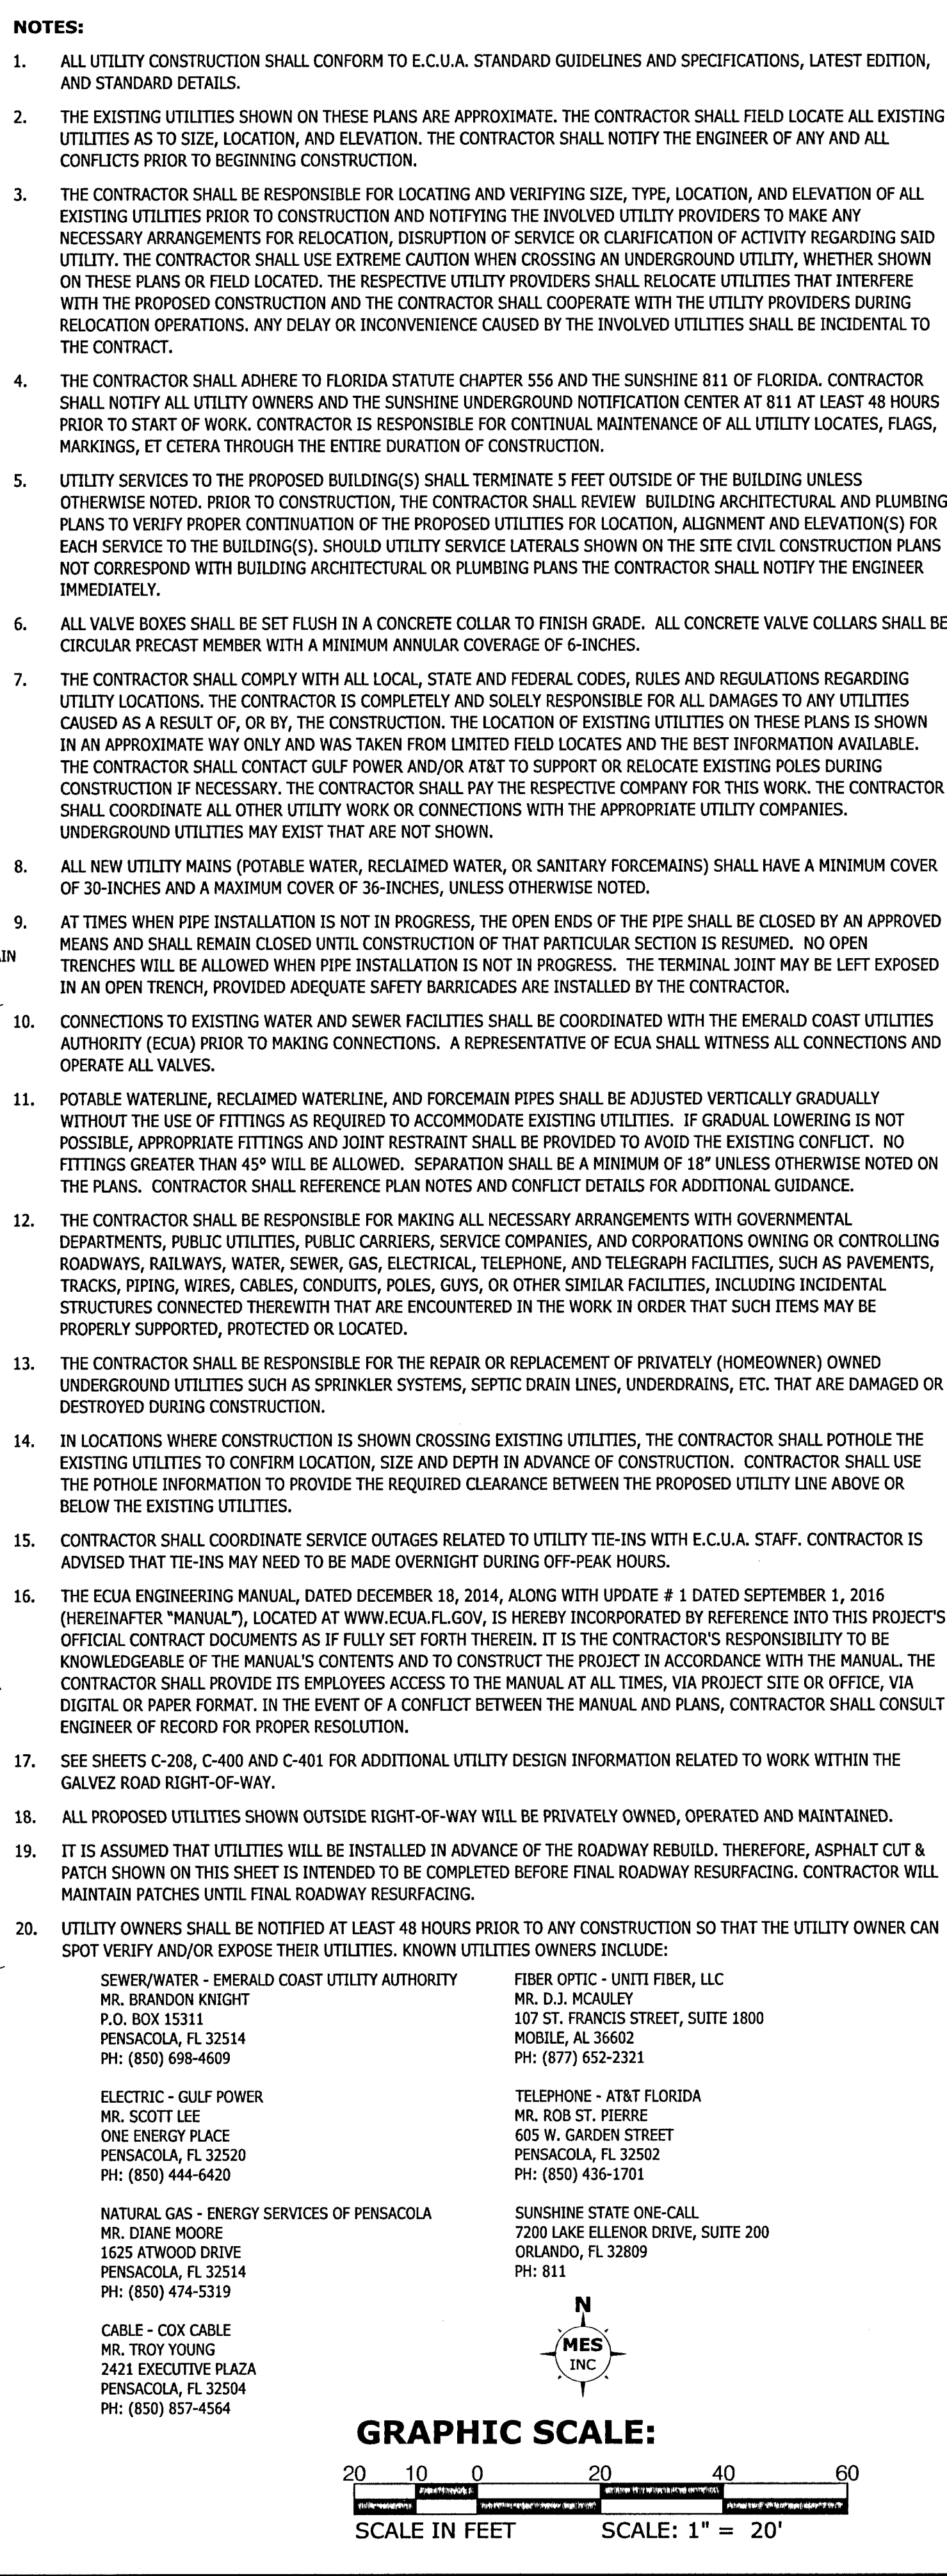 NOTES:
1. ALL UTILITY CONSTRUCTION SHALL CONFORM TO E.C.U.A. STANDARD GUIDELINES AND SPECIFICATIONS, LATEST EDITION,
AND STANDARD DETAILS.
2. THE EXISTING UTILITIES SHOWN ON THESE PLANS ARE APPROXIMATE. THE CONTRACTOR SHALL FIELD LOCATE ALL EXISTING
UTILITIES AS TO SIZE, LOCATION, AND ELEVATION. THE CONTRACTOR SHALL NOTIFY THE ENGINEER OF ANY AND ALL
CONFLICTS PRIOR TO BEGINNING CONSTRUCTION.
3. THE CONTRACTOR SHALL BE RESPONSIBLE FOR LOCATING AND VERIFYING SIZE, TYPE, LOCATION, AND ELEVATION OF ALL
EXISTING UTILITIES PRIOR TO CONSTRUCTION AND NOTIFYING THE INVOLVED UTILITY PROVIDERS TO MAKE ANY
NECESSARY ARRANGEMENTS FOR RELOCATION, DISRUPTION OF SERVICE OR CLARIFICATION OF ACTIVITY REGARDING SAID
UTILITY. THE CONTRACTOR SHALL USE EXTREME CAUTION WHEN CROSSING AN UNDERGROUND UTILITY, WHETHER SHOWN
ON THESE PLANS OR FIELD LOCATED. THE RESPECTIVE UTILITY PROVIDERS SHALL RELOCATE UTILITIES THAT INTERFERE
WITH THE PROPOSED CONSTRUCTION AND THE CONTRACTOR SHALL COOPERATE WITH THE UTILITY PROVIDERS DURING
RELOCATION OPERATIONS. ANY DELAY OR INCONVENIENCE CAUSED BY THE INVOLVED UTILITIES SHALL BE INCIDENTAL TO
THE CONTRACT.
4. THE CONTRACTOR SHALL ADHERE TO FLORIDA STATUTE CHAPTER 556 AND THE SUNSHINE 811 OF FLORIDA. CONTRACTOR
SHALL NOTIFY ALL UTILITY OWNERS AND THE SUNSHINE UNDERGROUND NOTIFICATION CENTER AT 811 AT LEAST 48 HOURS
PRIOR TO START OF WORK. CONTRACTOR IS RESPONSIBLE FOR CONTINUAL MAINTENANCE OF ALL UTILITY LOCATES, FLAGS,
MARKINGS, ET CETERA THROUGH THE ENTIRE DURATION OF CONSTRUCTION.
5. UTILITY SERVICES TO THE PROPOSED BUILDING(S) SHALL TERMINATE 5 FEET OUTSIDE OF THE BUILDING UNLESS
OTHERWISE NOTED. PRIOR TO CONSTRUCTION, THE CONTRACTOR SHALL REVIEW BUILDING ARCHITECTURAL AND PLUMBING
PLANS TO VERIFY PROPER CONTINUATION OF THE PROPOSED UTILITIES FOR LOCATION, ALIGNMENT AND ELEVATION(S) FOR
EACH SERVICE TO THE BUILDING(S). SHOULD UTILITY SERVICE LATERALS SHOWN ON THE SITE CIVIL CONSTRUCTION PLANS
NOT CORRESPOND WITH BUILDING ARCHITECTURAL OR PLUMBING PLANS THE CONTRACTOR SHALL NOTIFY THE ENGINEER
IMMEDIATELY.
6. ALL VALVE BOXES SHALL BE SET FLUSH IN A CONCRETE COLLAR TO FINISH GRADE. ALL CONCRETE VALVE COLLARS SHALL BE
CIRCULAR PRECAST MEMBER WITH A MINIMUM ANNULAR COVERAGE OF 6-INCHES.
7. THE CONTRACTOR SHALL COMPLY WITH ALL LOCAL, STATE AND FEDERAL CODES, RULES AND REGULATIONS REGARDING
UTILITY LOCATIONS. THE CONTRACTOR IS COMPLETELY AND SOLELY RESPONSIBLE FOR ALL DAMAGES TO ANY UTILITIES
CAUSED AS A RESULT OF, OR BY, THE CONSTRUCTION. THE LOCATION OF EXISTING UTILITIES ON THESE PLANS IS SHOWN
IN AN APPROXIMATE WAY ONLY AND WAS TAKEN FROM LIMITED FIELD LOCATES AND THE BEST INFORMATION AVAILABLE.
THE CONTRACTOR SHALL CONTACT GULF POWER AND/OR AT&T TO SUPPORT OR RELOCATE EXISTING POLES DURING
CONSTRUCTION IF NECESSARY. THE CONTRACTOR SHALL PAY THE RESPECTIVE COMPANY FOR THIS WORK. THE CONTRACTOR
SHALL COORDINATE ALL OTHER UTILITY WORK OR CONNECTIONS WITH THE APPROPRIATE UTILITY COMPANIES.
UNDERGROUND UTILITIES MAY EXIST THAT ARE NOT SHOWN.
8. ALL NEW UTILITY MAINS (POTABLE WATER, RECLAIMED WATER, OR SANITARY FORCEMAINS) SHALL HAVE A MINIMUM COVER
OF 30-INCHES AND A MAXIMUM COVER OF 36-INCHES, UNLESS OTHERWISE NOTED.
9. AT TIMES WHEN PIPE INSTALLATION IS NOT IN PROGRESS, THE OPEN ENDS OF THE PIPE SHALL BE CLOSED BY AN APPROVED
MEANS AND SHALL REMAIN CLOSED UNTIL CONSTRUCTION OF THAT PARTICULAR SECTION IS RESUMED. NO OPEN
TRENCHES WILL BE ALLOWED WHEN PIPE INSTALLATION IS NOT IN PROGRESS. THE TERMINAL JOINT MAY BE LEFT EXPOSED
IN AN OPEN TRENCH, PROVIDED ADEQUATE SAFETY BARRICADES ARE INSTALLED BY THE CONTRACTOR.
10. CONNECTIONS TO EXISTING WATER AND SEWER FACILITIES SHALL BE COORDINATED WITH THE EMERALD COAST UTILITIES
AUTHORITY (ECUA) PRIOR TO MAKING CONNECTIONS. A REPRESENTATIVE OF ECUA SHALL WITNESS ALL CONNECTIONS AND
OPERATE ALL VALVES.
11. POTABLE WATERLINE, RECLAIMED WATERLINE, AND FORCEMAIN PIPES SHALL BE ADJUSTED VERTICALLY GRADUALLY
WITHOUT THE USE OF FITTINGS AS REQUIRED TO ACCOMMODATE EXISTING UTILITIES. IF GRADUAL LOWERING IS NOT
POSSIBLE, APPROPRIATE FITTINGS AND JOINT RESTRAINT SHALL BE PROVIDED TO AVOID THE EXISTING CONFLICT. NO
FITTINGS GREATER THAN 45° WILL BE ALLOWED. SEPARATION SHALL BE A MINIMUM OF 18" UNLESS OTHERWISE NOTED ON
THE PLANS. CONTRACTOR SHALL REFERENCE PLAN NOTES AND CONFLICT DETAILS FOR ADDITIONAL GUIDANCE.
12. THE CONTRACTOR SHALL BE RESPONSIBLE FOR MAKING ALL NECESSARY ARRANGEMENTS WITH GOVERNMENTAL
DEPARTMENTS, PUBLIC UTILITIES, PUBLIC CARRIERS, SERVICE COMPANIES, AND CORPORATIONS OWNING OR CONTROLLING
ROADWAYS, RAILWAYS, WATER, SEWER, GAS, ELECTRICAL, TELEPHONE, AND TELEGRAPH FACILITIES, SUCH AS PAVEMENTS,
TRACKS, PIPING, WIRES, CABLES, CONDUITS, POLES, GUYS, OR OTHER SIMILAR FACILITIES, INCLUDING INCIDENTAL
STRUCTURES CONNECTED THEREWITH THAT ARE ENCOUNTERED IN THE WORK IN ORDER THAT SUCH ITEMS MAY BE
PROPERLY SUPPORTED, PROTECTED OR LOCATED.
13. THE CONTRACTOR SHALL BE RESPONSIBLE FOR THE REPAIR OR REPLACEMENT OF PRIVATELY (HOMEOWNER) OWNED
UNDERGROUND UTILITIES SUCH AS SPRINKLER SYSTEMS, SEPTIC DRAIN LINES, UNDERDRAINS, ETC. THAT ARE DAMAGED OR
DESTROYED DURING CONSTRUCTION.
14. IN LOCATIONS WHERE CONSTRUCTION IS SHOWN CROSSING EXISTING UTILITIES, THE CONTRACTOR SHALL POTHOLE THE
EXISTING UTILITIES TO CONFIRM LOCATION, SIZE AND DEPTH IN ADVANCE OF CONSTRUCTION. CONTRACTOR SHALL USE
THE POTHOLE INFORMATION TO PROVIDE THE REQUIRED CLEARANCE BETWEEN THE PROPOSED UTILITY LINE ABOVE OR
BELOW THE EXISTING UTILITIES.
15. CONTRACTOR SHALL COORDINATE SERVICE OUTAGES RELATED TO UTILITY TIE-INS WITH E.C.U.A. STAFF. CONTRACTOR IS
ADVISED THAT TIE-INS MAY NEED TO BE MADE OVERNIGHT DURING OFF-PEAK HOURS.
16. THE ECUA ENGINEERING MANUAL, DATED DECEMBER 18, 2014, ALONG WITH UPDATE # 1 DATED SEPTEMBER 1, 2016
(HEREINAFTER "MANUAL"), LOCATED AT WWW.ECUA.FL.GOV, IS HEREBY INCORPORATED BY REFERENCE INTO THIS PROJECT'S
OFFICIAL CONTRACT DOCUMENTS AS IF FULLY SET FORTH THEREIN. IT IS THE CONTRACTOR'S RESPONSIBILITY TO BE
KNOWLEDGEABLE OF THE MANUAL'S CONTENTS AND TO CONSTRUCT THE PROJECT IN ACCORDANCE WITH THE MANUAL. THE
CONTRACTOR SHALL PROVIDE ITS EMPLOYEES ACCESS TO THE MANUAL AT ALL TIMES, VIA PROJECT SITE OR OFFICE, VIA
DIGITAL OR PAPER FORMAT. IN THE EVENT OF A CONFLICT BETWEEN THE MANUAL AND PLANS, CONTRACTOR SHALL CONSULT
ENGINEER OF RECORD FOR PROPER RESOLUTION.
17. SEE SHEETS C-208, C-400 AND C-401 FOR ADDITIONAL UTILITY DESIGN INFORMATION RELATED TO WORK WITHIN THE
GALVEZ ROAD RIGHT-OF-WAY.
18. ALL PROPOSED UTILITIES SHOWN OUTSIDE RIGHT-OF-WAY WILL BE PRIVATELY OWNED, OPERATED AND MAINTAINED.
19. IT IS ASSUMED THAT UTILITIES WILL BE INSTALLED IN ADVANCE OF THE ROADWAY REBUILD. THEREFORE, ASPHALT CUT &
PATCH SHOWN ON THIS SHEET IS INTENDED TO BE COMPLETED BEFORE FINAL ROADWAY RESURFACING. CONTRACTOR WILL
MAINTAIN PATCHES UNTIL FINAL ROADWAY RESURFACING.
20. UTILITY OWNERS SHALL BE NOTIFIED AT LEAST 48 HOURS PRIOR TO ANY CONSTRUCTION SO THAT THE UTILITY OWNER CAN
SPOT VERIFY AND/OR EXPOSE THEIR UTILITIES. KNOWN UTILITIES OWNERS INCLUDE:
SEWER/WATER - EMERALD COAST UTILITY AUTHORITY
MR. BRANDON KNIGHT
P.O. BOX 15311
PENSACOLA, FL 32514
PH: (850) 698-4609
ELECTRIC - GULF POWER
MR. SCOTT LEE
ONE ENERGY PLACE
PENSACOLA, FL 32520
PH: (850) 444-6420
NATURAL GAS - ENERGY SERVICES OF PENSACOLA
MR. DIANE MOORE
1625 ATWOOD DRIVE
PENSACOLA, FL 32514
PH: (850) 474-5319
CABLE - COX CABLE
MR. TROY YOUNG
2421 EXECUTIVE PLAZA
PENSACOLA, FL 32504
PH: (850) 857-4564
FIBER OPTIC - UNITI FIBER, LLC
MR. D.J. MCAULEY
107 ST. FRANCIS STREET, SUITE 1800
MOBILE, AL 36602
PH: (877) 652-2321
TELEPHONE - AT&T FLORIDA
MR. ROB ST. PIERRE
605 W. GARDEN STREET
PENSACOLA, FL 32502
PH: (850) 436-1701
SUNSHINE STATE ONE-CALL
7200 LAKE ELLENOR DRIVE, SUITE 200
ORLANDO, FL 32809
PH: 811
N
MES
INC
GRAPHIC SCALE:
20 10 0 20 40 60
SCALE IN FEET SCALE: 1" = 20'